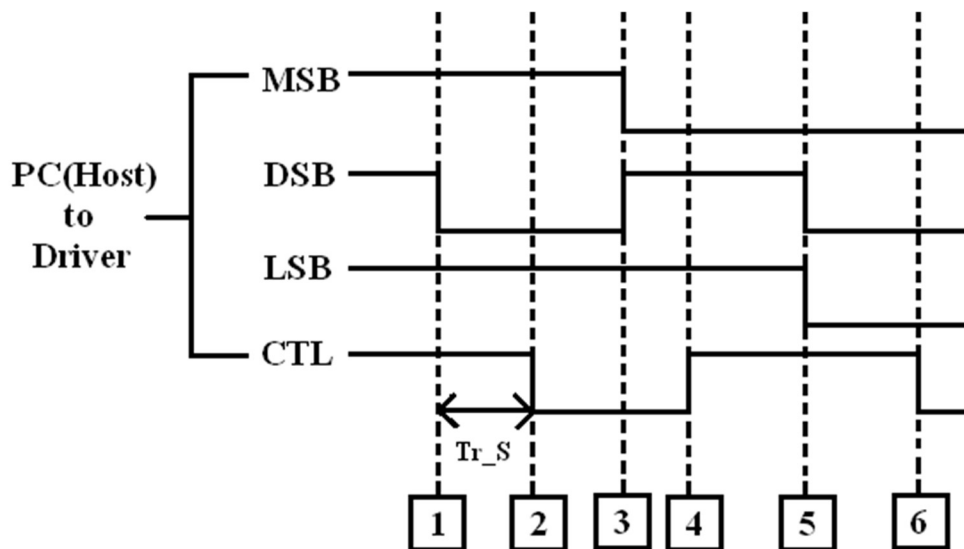 MSB
DSB
PC(Host)
to
Driver
LSB
CTL
Tr_S
1 2 3 4 5 6